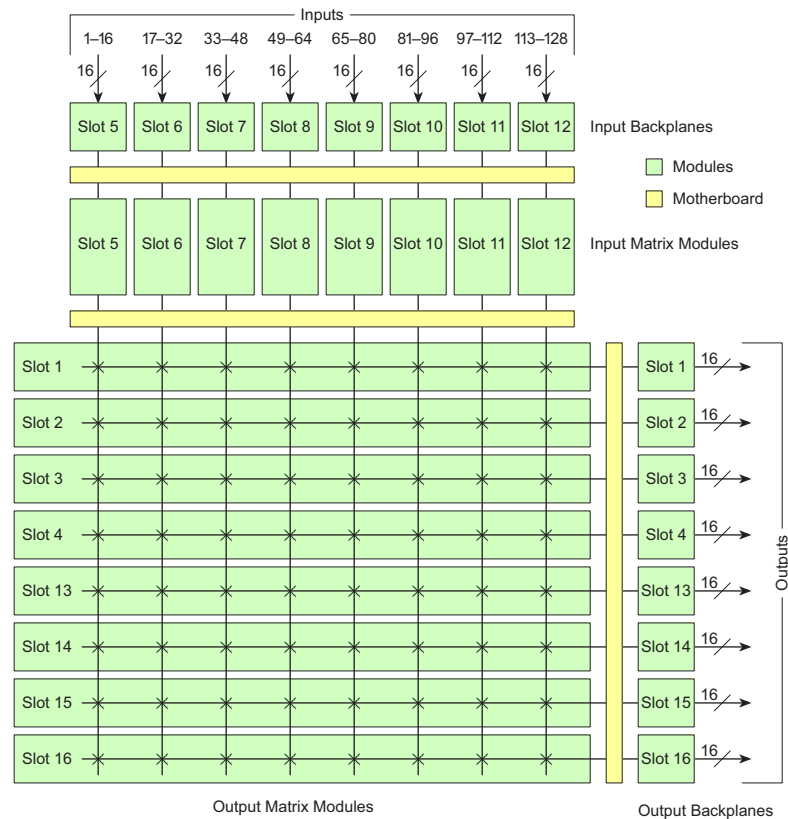 Inputs
1–16 17–32 33–48 49–64 65–80 81–96 97–112 113–128
16 16 16 16 16 16 16 16
Slot 5 Slot 6 Slot 7 Slot 8 Slot 9 Slot 10 Slot 11 Slot 12
Input Backplanes
Modules
Motherboard
Slot 5 Slot 6 Slot 7 Slot 8 Slot 9 Slot 10 Slot 11 Slot 12
Input Matrix Modules
Slot 1 Slot 1 16
Slot 2 Slot 2 16
Slot 3 Slot 3 16
Slot 4 Slot 4 16
Slot 13 Slot 13 16
Slot 14 Slot 14 16
Slot 15 Slot 15 16
Slot 16 Slot 16 16
Outputs
Output Matrix Modules
Output Backplanes